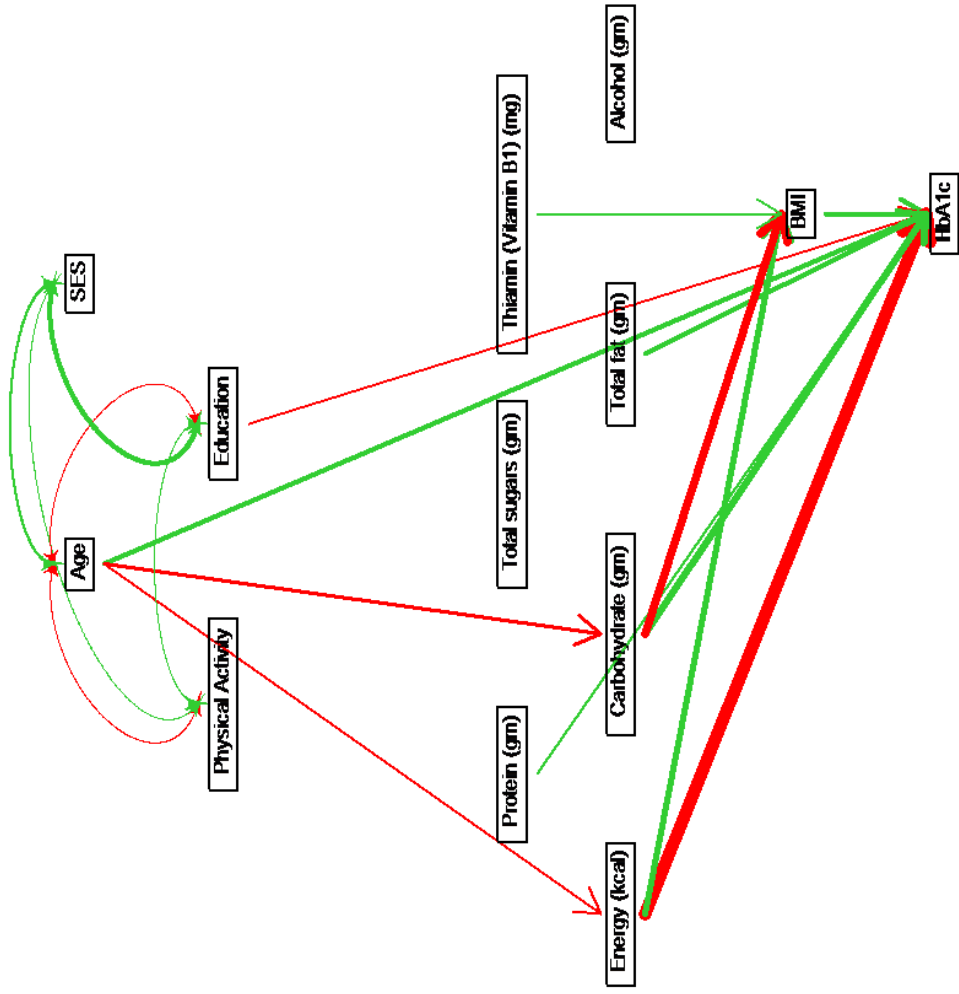 SES
Age
Education
Physical Activity
Thiamin (Vitamin B1) (mg)
Total sugars (gm)
Protein (gm)
Alcohol (gm)
Total fat (gm)
Carbohydrate (gm)
Energy (kcal)
BMI
HbA1c